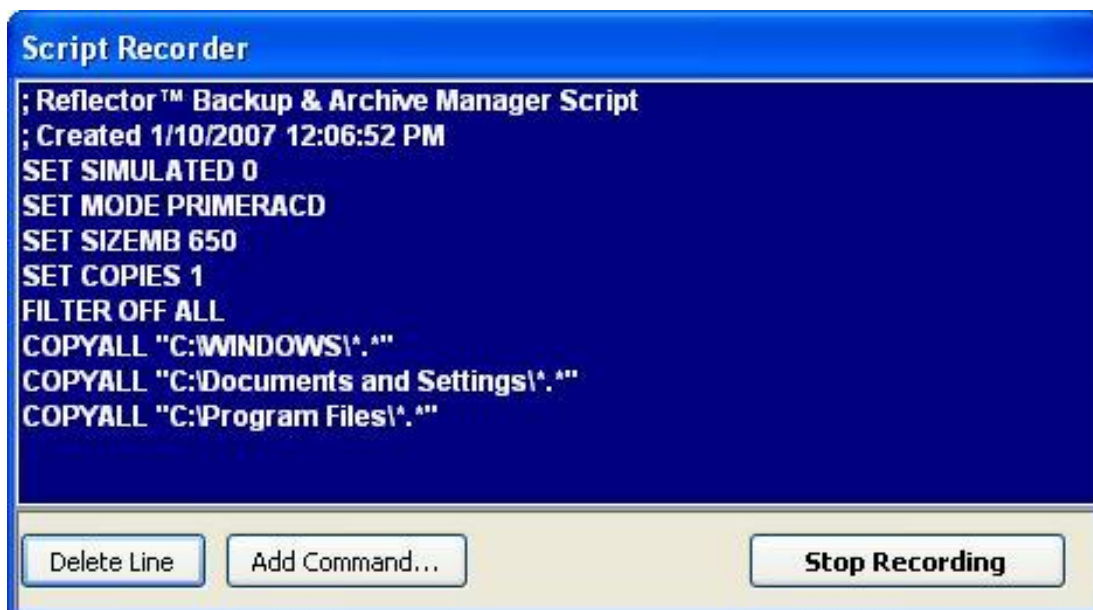 Script Recorder
; Reflector™ Backup & Archive Manager Script
; Created 1/10/2007 12:06:52 PM
SET SIMULATED 0
SET MODE PRIMERACD
SET SIZEMB 650
SET COPIES 1
FILTER OFF ALL
COPYALL "C:\WINDOWS\*.*"
COPYALL "C:\Documents and Settings\*.*"
COPYALL "C:\Program Files\*.*"
Delete Line
Add Command...
Stop Recording